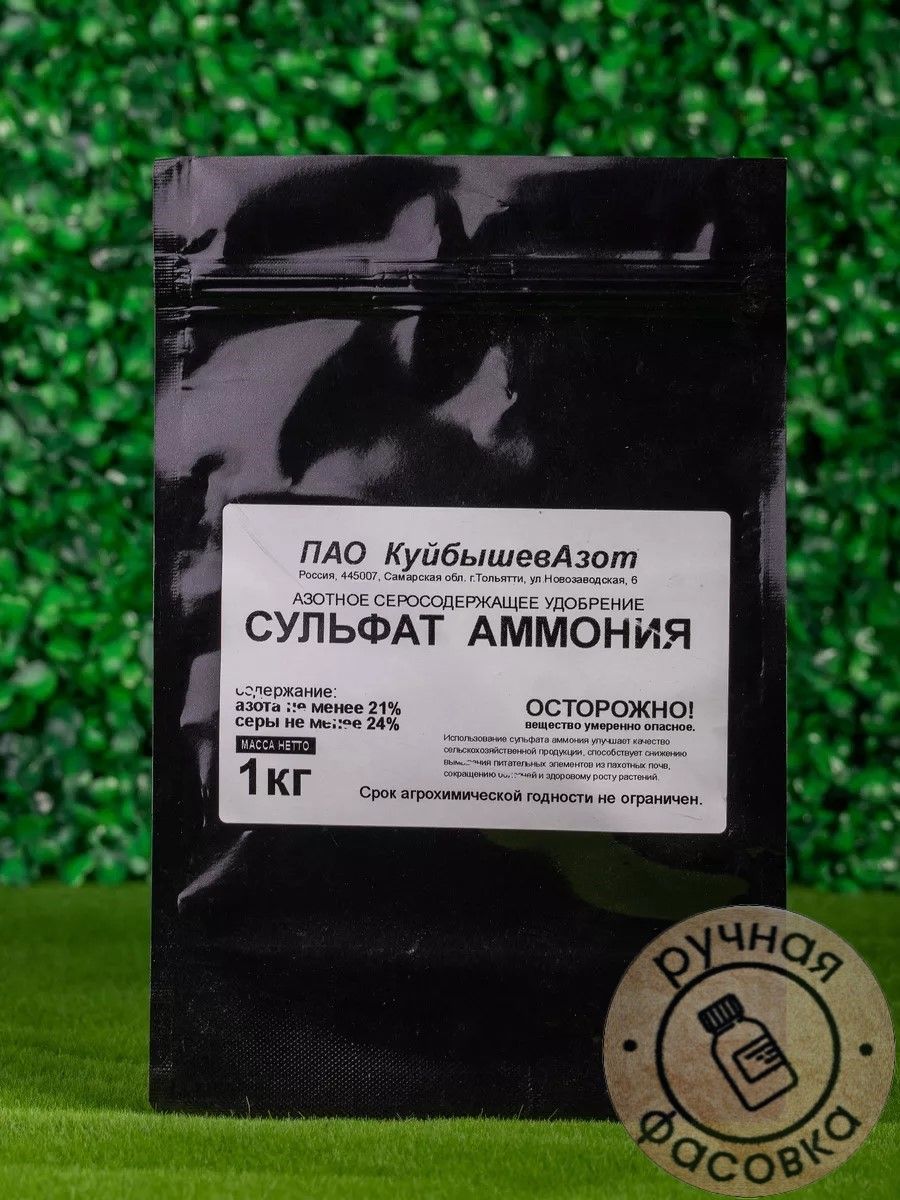 ПАО КуйбышевАзот
Россия, 445007, Самарская обл. г.Тольятти, ул.Новозаводская, 6
АЗОТНОЕ СЕРОСОДЕРЖАЩЕЕ УДОБРЕНИЕ
СУЛЬФАТ АММОНИЯ
содержание:
азота не менее 21%
серы не менее 24%
МАССА НЕТТО
1кг
ОСТОРОЖНО!
вещество умеренно опасное.
Использование сульфата аммония улучшает качество
сельскохозяйственной продукции, способствует снижению
питательных элементов из пахотных почв,
сокращению и здоровому росту растений.
Срок агрохимической годности не ограничен.
ручная
фасовка